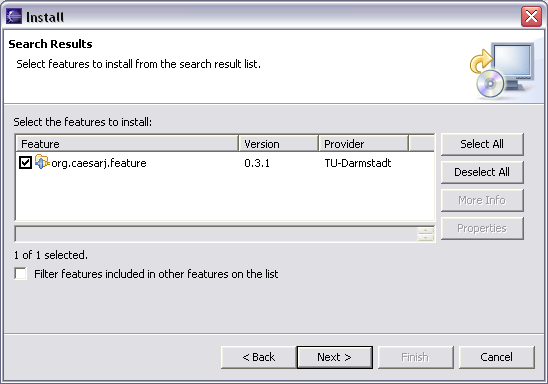 Install
Search Results
Select features to install from the search result list.
Select the features to install:
Feature Version Provider
org.caesarj.feature 0.3.1 TU-Darmstadt
Select All
Deselect All
More Info
Properties
1 of 1 selected.
Filter features included in other features on the list
< Back Next > Finish Cancel